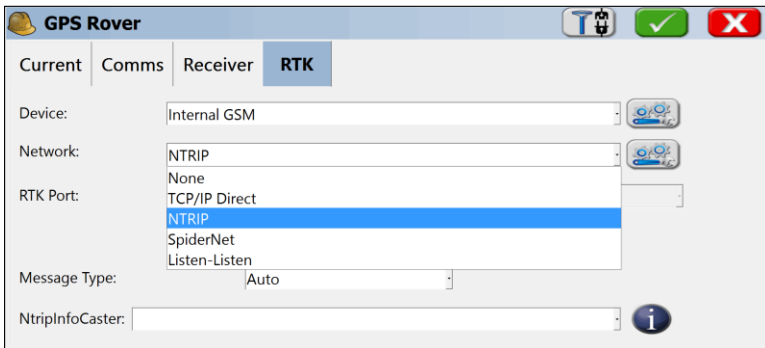 GPS Rover
Current Comms Receiver RTK
Device: Internal GSM
Network: NTRIP
None
RTK Port: TCP/IP Direct
NTRIP
SpiderNet
Listen-Listen
Message Type: Auto
NtripInfoCaster: